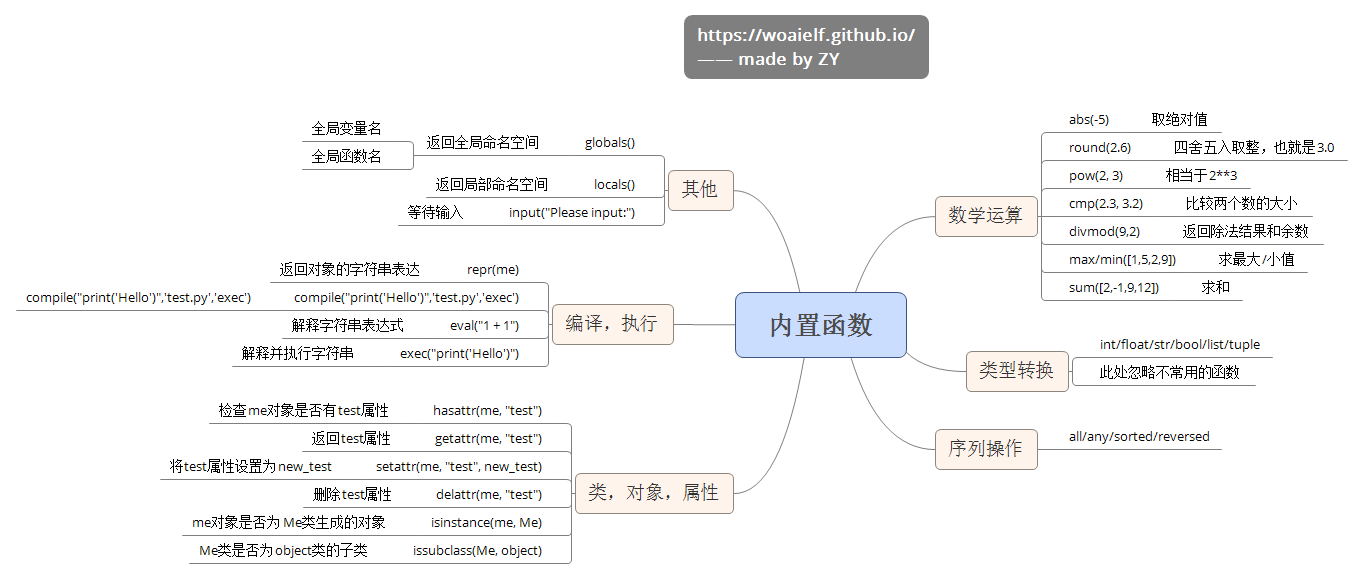 https://woaielf.github.io/
—— made by ZY
内置函数
数学运算
abs(-5) 取绝对值
round(2.6) 四舍五入取整，也就是3.0
pow(2, 3) 相当于2**3
cmp(2.3, 3.2) 比较两个数的大小
divmod(9,2) 返回除法结果和余数
max/min([1,5,2,9]) 求最大/小值
sum([2,-1,9,12]) 求和
类型转换
int/float/str/bool/list/tuple
此处忽略不常用的函数
序列操作
all/any/sorted/reversed
其他
全局变量名
全局函数名
返回全局命名空间 globals()
返回局部命名空间 locals()
等待输入 input("Please input:")
编译，执行
返回对象的字符串表达 repr(me)
compile("print('Hello')",'test.py','exec') compile("print('Hello')",'test.py','exec')
解释字符串表达式 eval("1 + 1")
解释并执行字符串 exec("print('Hello')")
类，对象，属性
检查me对象是否有test属性 hasattr(me, "test")
返回test属性 getattr(me, "test")
将test属性设置为new_test setattr(me, "test", new_test)
删除test属性 delattr(me, "test")
me对象是否为Me类生成的对象 isinstance(me, Me)
Me类是否为object类的子类 issubclass(Me, object)